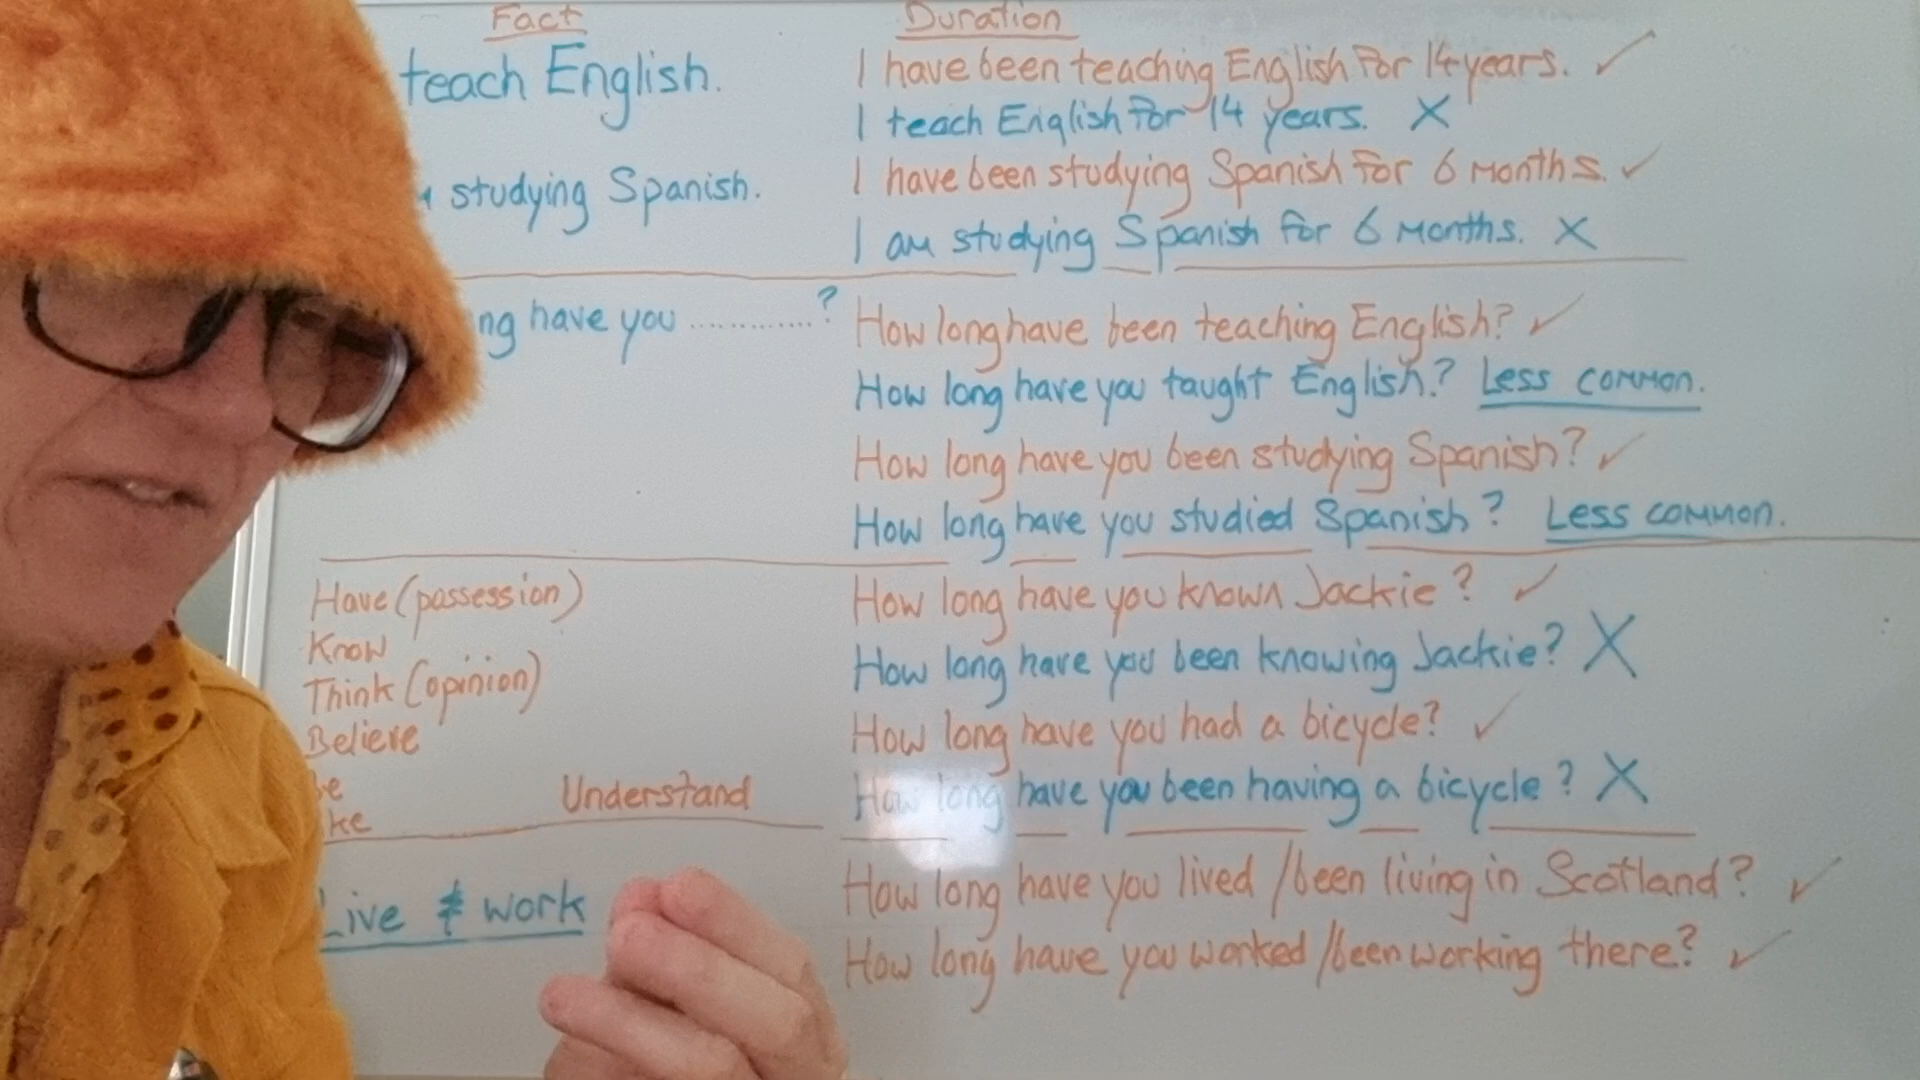 Fact
Duration
teach English.
I have been teaching English for 14 years. ✓
I teach English for 14 years. X
studying Spanish.
I have been studying Spanish for 6 months. ✓
I am studying Spanish for 6 months. X
ng have you .............?
How long have been teaching English? ✓
How long have you taught English? Less common.
How long have you been studying Spanish? ✓
How long have you studied Spanish? Less common.
Have (possession)
Know
Think (opinion)
Believe
Be
ke
Understand
How long have you known Jackie? ✓
How long have you been knowing Jackie? X
How long have you had a bicycle? ✓
How long have you been having a bicycle? X
Live & work
How long have you lived / been living in Scotland? ✓
How long have you worked / been working there? ✓